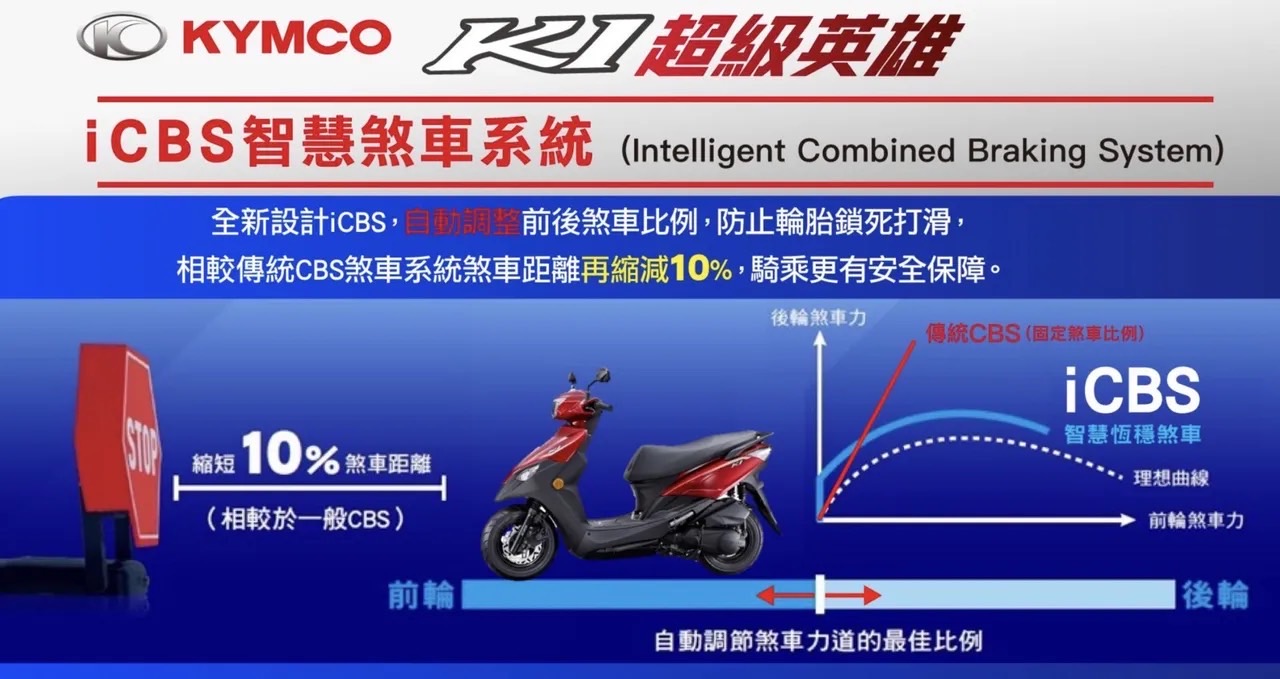 KYMCO K1超級英雄
iCBS智慧煞車系統 (Intelligent Combined Braking System)
全新設計iCBS，自動調整前後煞車比例，防止輪胎鎖死打滑，
相較傳統CBS煞車系統煞車距離再縮減10%，騎乘更有安全保障。
後輪煞車力
傳統CBS(固定煞車比例)
iCBS
智慧恆穩煞車
理想曲線
前輪煞車力
STOP
縮短10%煞車距離
(相較於一般CBS)
前輪
後輪
自動調節煞車力道的最佳比例